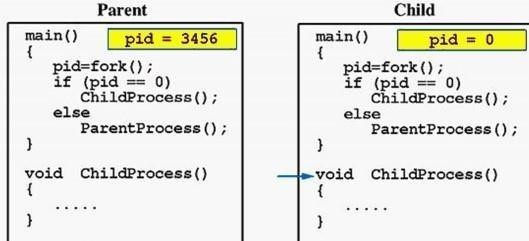 Parent
main() pid = 3456
{
pid=fork();
if (pid == 0)
ChildProcess();
else
ParentProcess();
}
void ChildProcess()
{
.....
}
Child
main() pid = 0
{
pid=fork();
if (pid == 0)
ChildProcess();
else
ParentProcess();
}
void ChildProcess()
{
.....
}